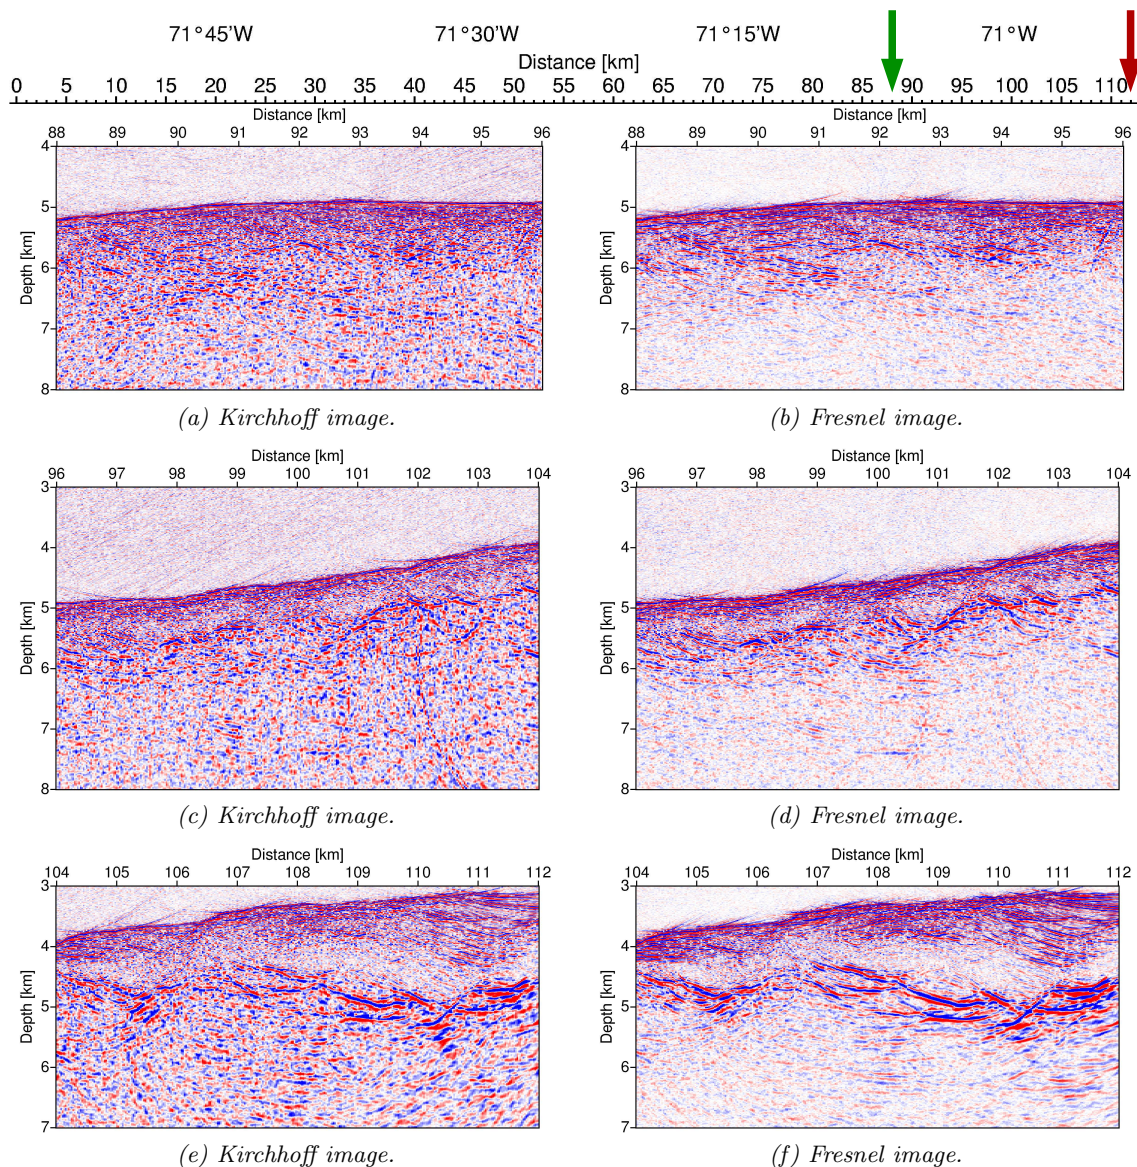 71°45'W 71°30'W 71°15'W 71°W
Distance [km]
0 5 10 15 20 25 30 35 40 45 50 55 60 65 70 75 80 85 90 95 100 105 110
Distance [km] Distance [km]
88 89 90 91 92 93 94 95 96 88 89 90 91 92 93 94 95 96
4 5 6 7 8 4 5 6 7 8
Depth [km] Depth [km]
(a) Kirchhoff image. (b) Fresnel image.
Distance [km] Distance [km]
96 97 98 99 100 101 102 103 104 96 97 98 99 100 101 102 103 104
3 4 5 6 7 8 3 4 5 6 7 8
Depth [km] Depth [km]
(c) Kirchhoff image. (d) Fresnel image.
Distance [km] Distance [km]
104 105 106 107 108 109 110 111 112 104 105 106 107 108 109 110 111 112
3 4 5 6 7 3 4 5 6 7
Depth [km] Depth [km]
(e) Kirchhoff image. (f) Fresnel image.